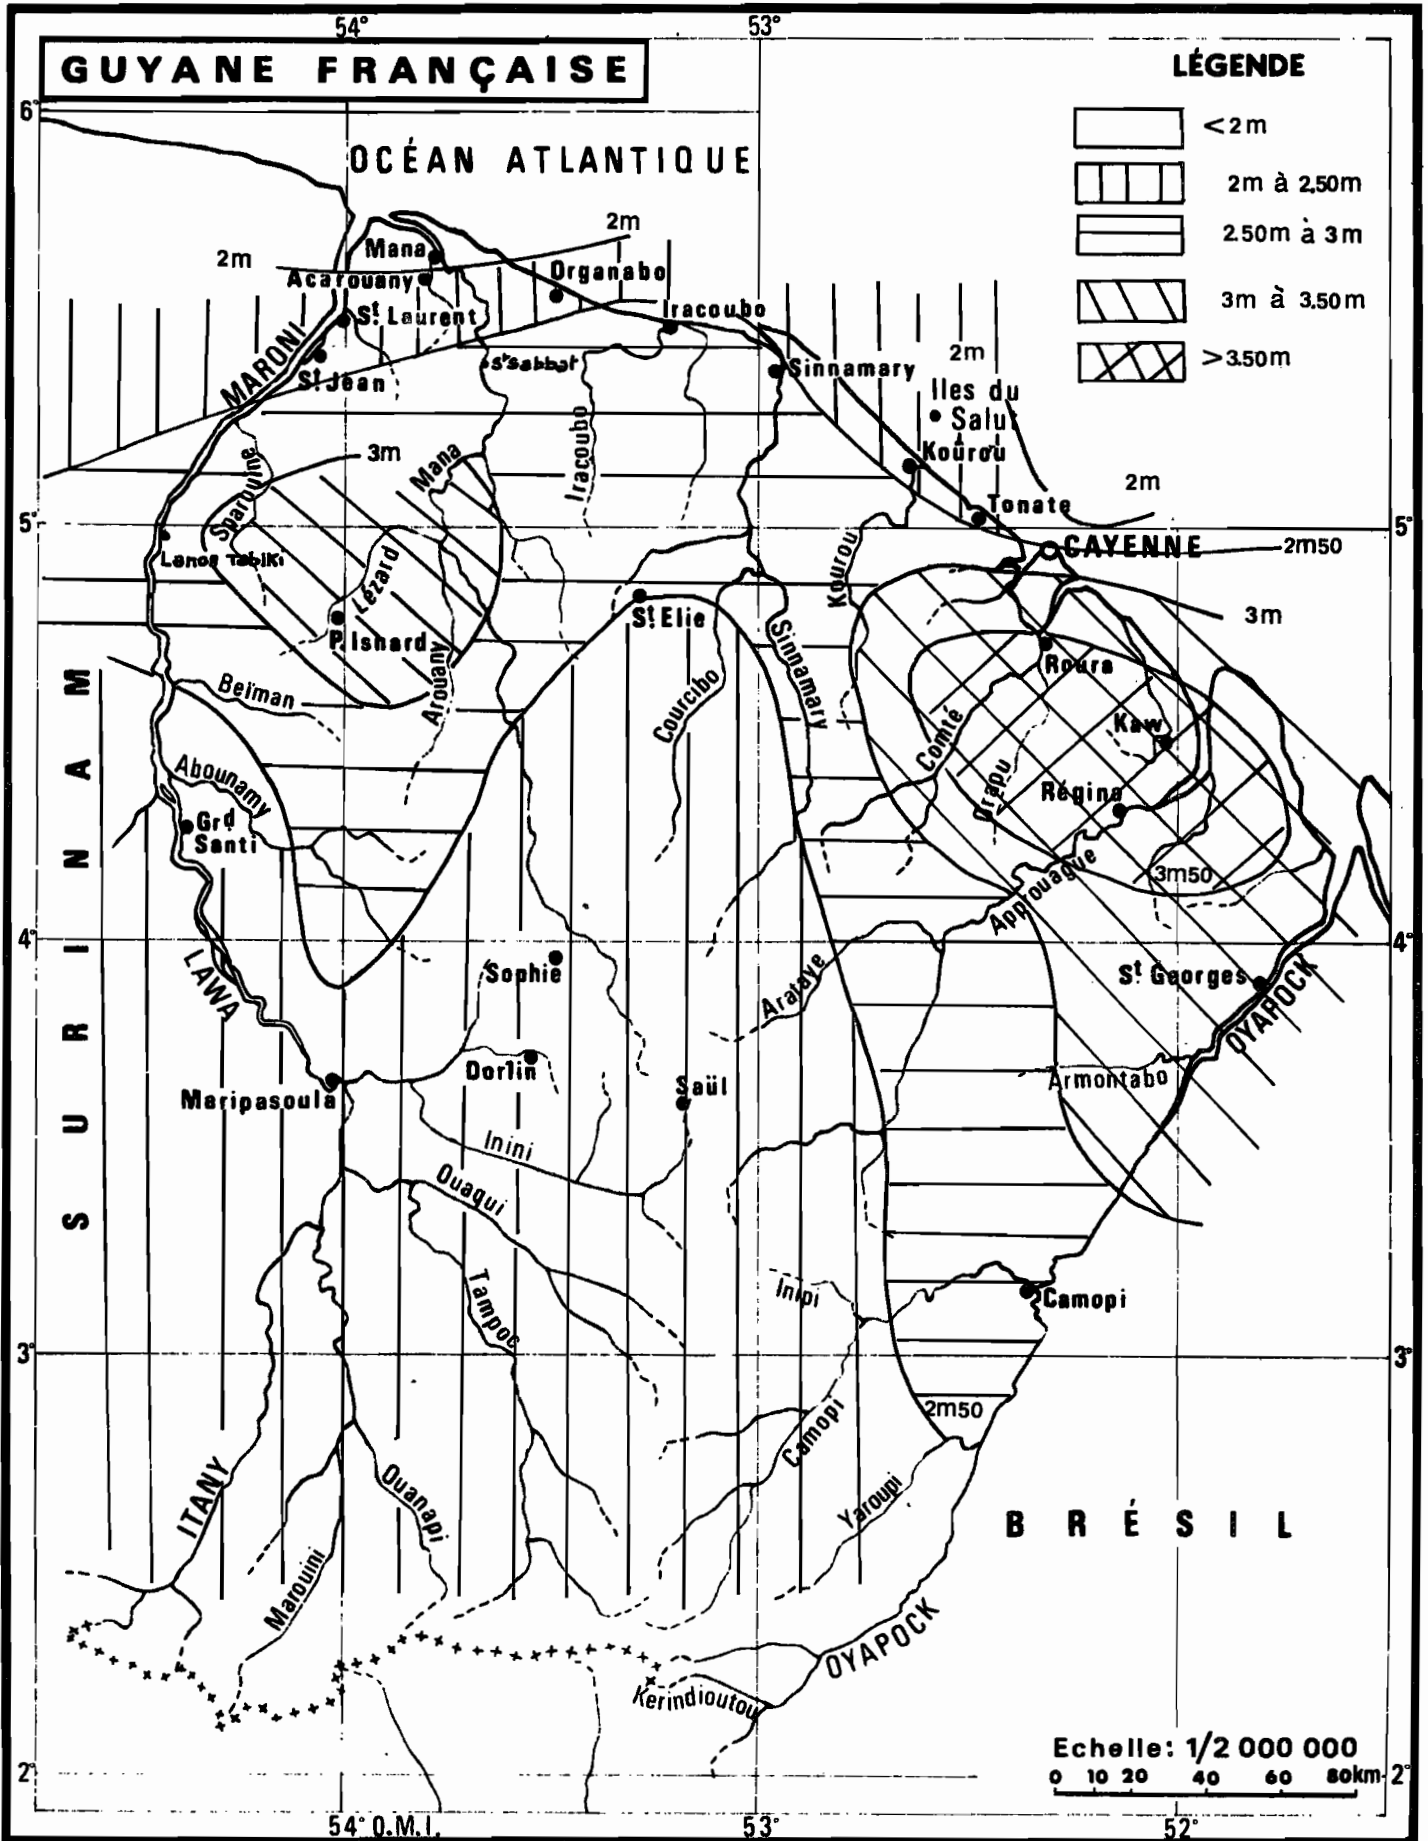 54°
53°
GUYANE FRANÇAISE
LÉGENDE
<2m
2m à 2,50m
2.50m à 3m
3m à 3.50m
>3.50m
6°
OCÉAN ATLANTIQUE
2m
2m
Mana
Acarouany
Organabo
St. Laurent
Iracoubo
MARONI
St Jean
St Sabbat
Sinnamary
2m
Iles du
Salut
Kourou
3m
Mana
Iracoubo
Sparouine
2m
Tonate
5°
5°
CAYENNE
2m50
Lézard
Kourou
3m
St. Elie
P. Isnard
Sinnamary
Roura
Beïman
Arouany
Courcibo
Comté
Kaw
Abounamy
Orapu
Régina
Grd
Santi
SURINAM
3m50
Approuague
4°
4°
LAWA
Sophie
Arataye
St Georges
OYAPOCK
Dorlin
Armontabo
Maripasoula
Saül
Inini
Ouaqui
Tampoc
Inipi
Camopi
3°
3°
2m50
Camopi
ITANY
Ouanapi
Yaroupi
BRÉSIL
Marouini
OYAPOCK
Kerindioutou
Echelle: 1/2 000 000
0 10 20 40 60 80km
2°
2°
54° O.M.I.
53°
52°